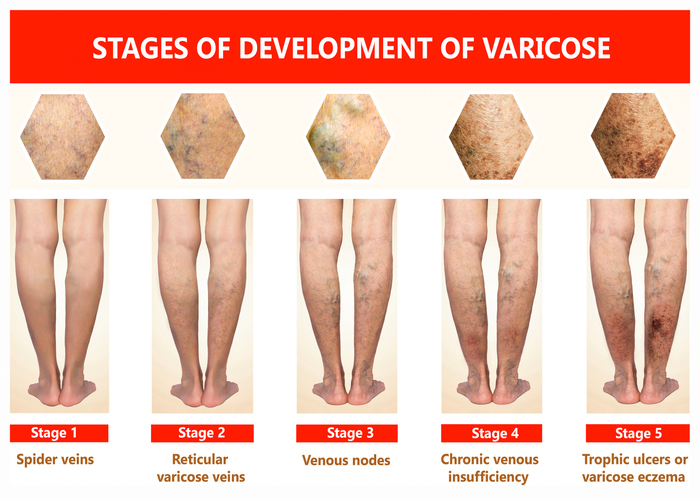 STAGES OF DEVELOPMENT OF VARICOSE
Stage 1
Spider veins
Stage 2
Reticular
varicose veins
Stage 3
Venous nodes
Stage 4
Chronic venous
insufficiency
Stage 5
Trophic ulcers or
varicose eczema